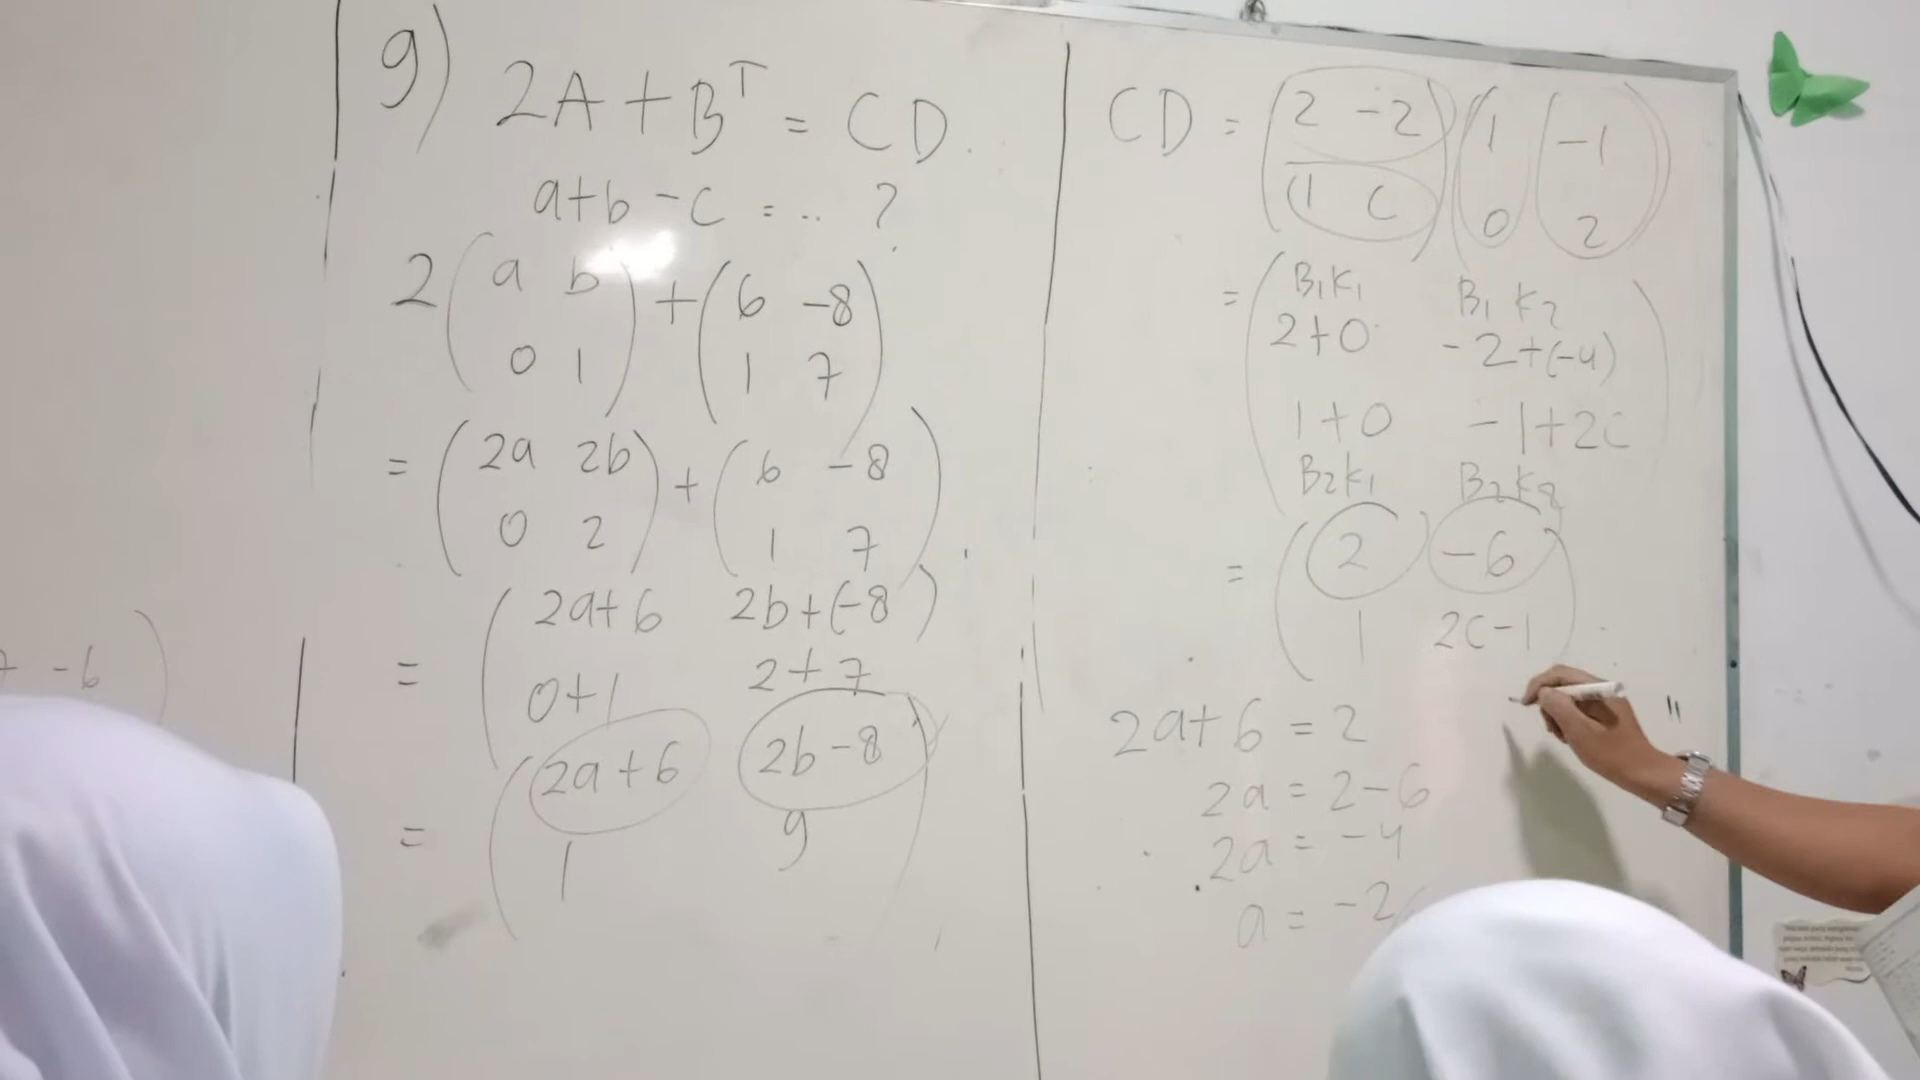 + -6
9) 2A + B^T = CD.
a+b-c = .. ?
2 (a b) + (6 -8)
(0 1) (1 7)
= (2a 2b) + (6 -8)
(0 2) (1 7)
= (2a+6 2b+(-8)
(0+1 2+7
= (2a+6 2b-8)
(1 9)
CD = (2 -2) (1 -1)
(1 c) (0 2)
= (B1K1 B1 K2
2+0 -2+(-4)
1+0 -1+2c
B2K1 B2K2
= (2 -6)
(1 2c-1)
2a+6 = 2 "
2a = 2-6
2a = -4
a = -2